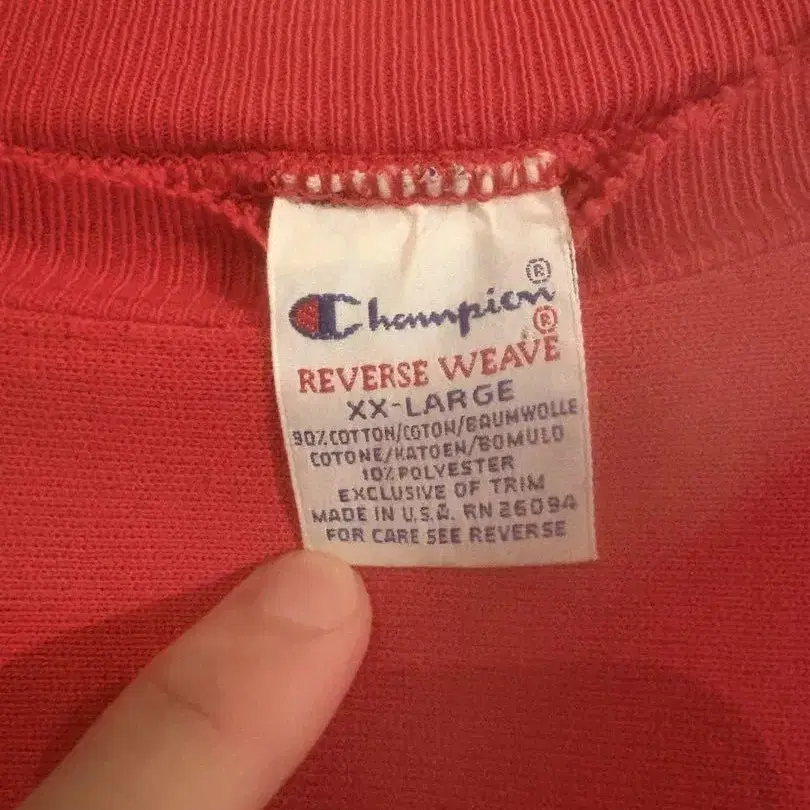 Champion®
REVERSE WEAVE®
XX-LARGE
90% COTTON/COTON/BAUMWOLLE
COTONE/KATOEN/BOMULD
10% POLYESTER
EXCLUSIVE OF TRIM
MADE IN U.S.A. RN 26094
FOR CARE SEE REVERSE